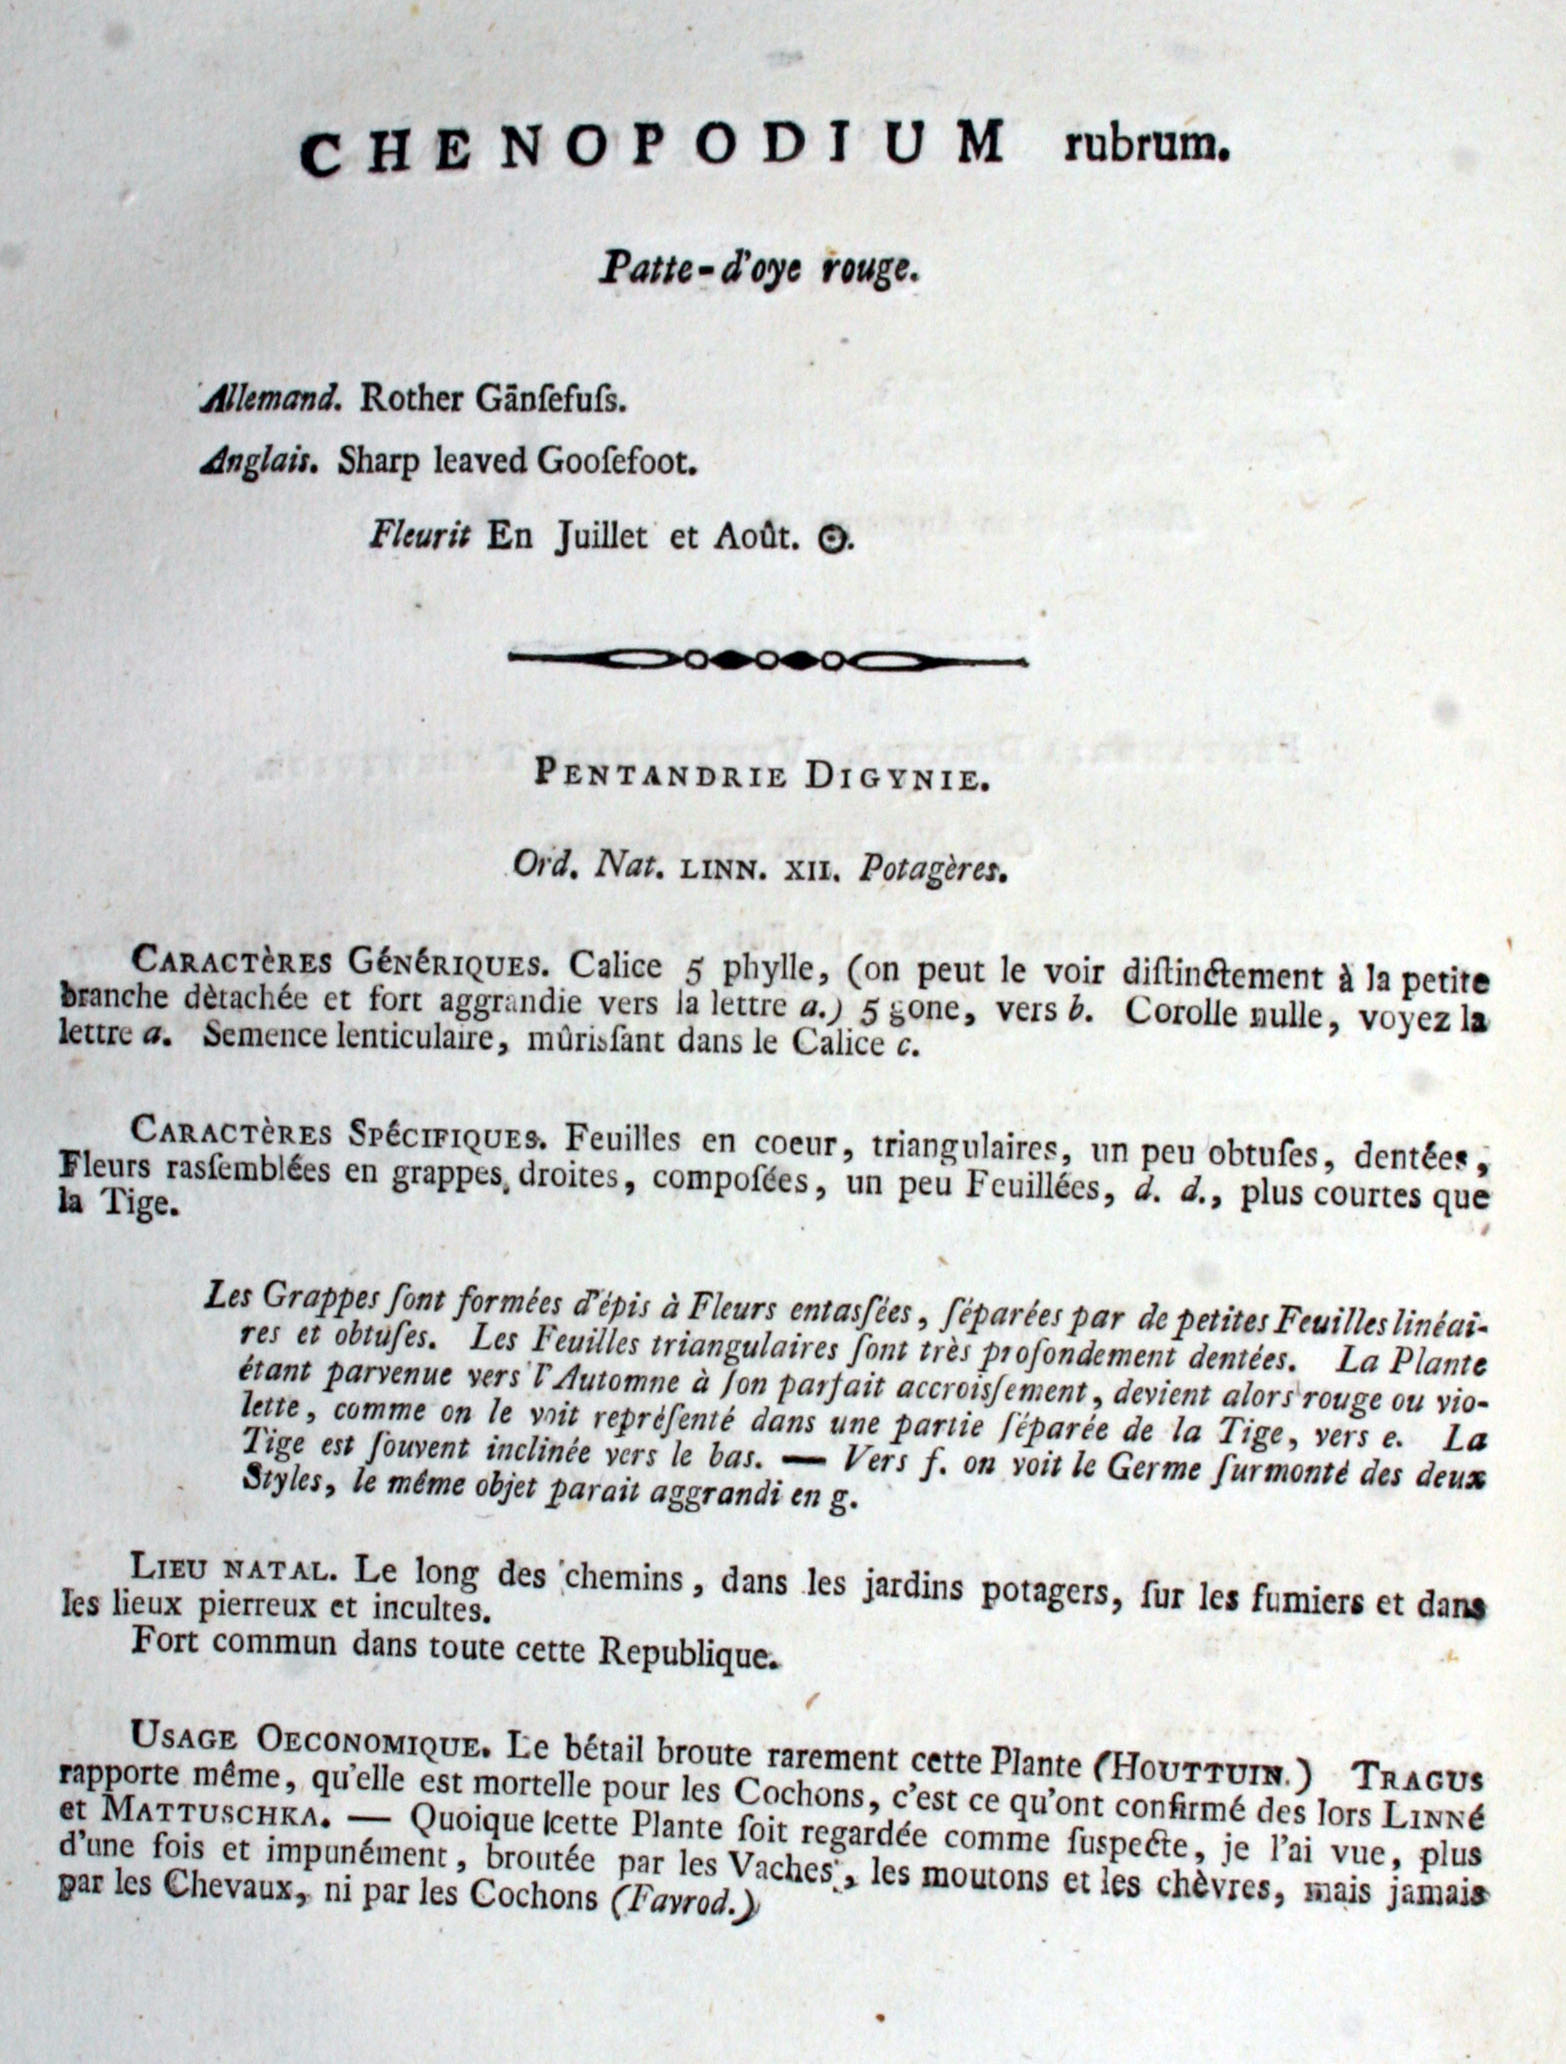 CHENOPODIUM rubrum.
Patte-d'oye rouge.
Allemand. Rother Gānſefuſs.
Anglais. Sharp leaved Gooſefoot.
Fleurit En Juillet et Août. ☉.
PENTANDRIE DIGYNIE.
Ord. Nat. LINN. XII. Potagères.
CARACTèRES GéNéRIQUES. Calice 5 phylle, (on peut le voir diſtinctement à la petite
branche dètachée et fort aggrandie vers la lettre a.) 5 gone, vers b. Corolle nulle, voyez la
lettre a. Semence lenticulaire, mûrisſant dans le Calice c.
CARACTèRES SPéCIFIQUES. Feuilles en coeur, triangulaires, un peu obtuſes, dentées,
Fleurs rasſemblées en grappes, droites, compoſées, un peu Feuillées, d. d., plus courtes que
la Tige.
Les Grappes ſont formées d'épis à Fleurs entasſées, ſéparées par de petites Feuilles linéai-
res et obtuſes. Les Feuilles triangulaires ſont très profondement dentées. La Plante
étant parvenue vers l'Automne à ſon parfait accroisſement, devient alors rouge ou vio-
lette, comme on le voit repréſenté dans une partie ſéparée de la Tige, vers e. La
Tige est ſouvent inclinée vers le bas. — Vers f. on voit le Germe ſurmonté des deux
Styles, le même objet parait aggrandi en g.
LIEU NATAL. Le long des chemins, dans les jardins potagers, ſur les fumiers et dans
les lieux pierreux et incultes.
Fort commun dans toute cette Republique.
USAGE OECONOMIQUE. Le bétail broute rarement cette Plante (HOUTTUIN.) TRAGUS
rapporte même, qu'elle est mortelle pour les Cochons, c'est ce qu'ont confirmé des lors LINNé
et MATTUSCHKA. — Quoique cette Plante ſoit regardée comme ſuspecte, je l'ai vue, plus
d'une fois et impunément, broutée par les Vaches, les moutons et les chèvres, mais jamais
par les Chevaux, ni par les Cochons (Favrod.)